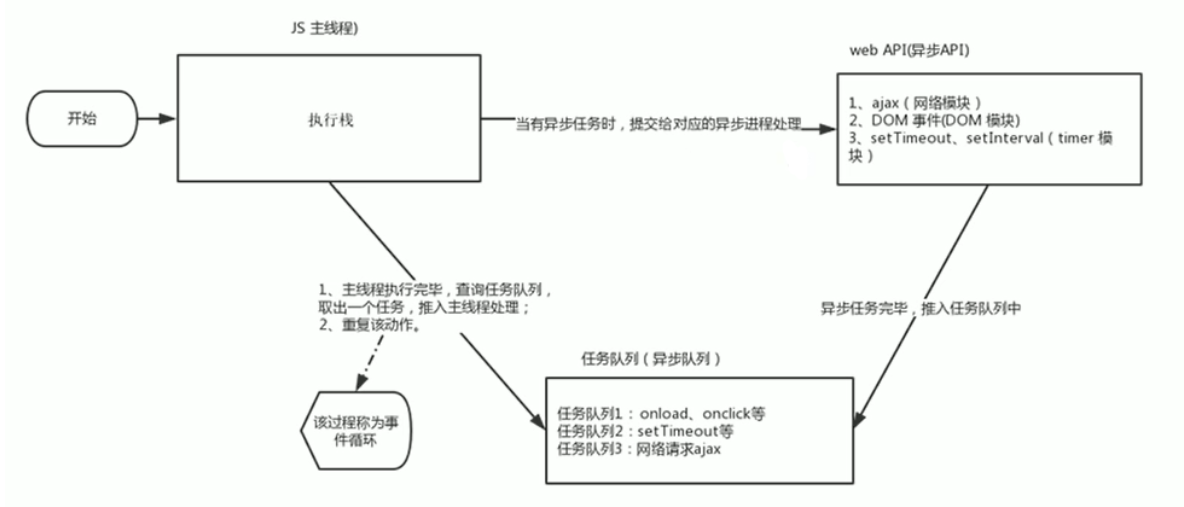 JS 主线程)
web API(异步API)
开始
执行栈
当有异步任务时，提交给对应的异步进程处理
1、ajax（网络模块）
2、DOM 事件(DOM 模块)
3、setTimeout、setInterval（timer 模
块）
1、主线程执行完毕，查询任务队列，
取出一个任务，推入主线程处理；
2、重复该动作。
异步任务完毕，推入任务队列中
任务队列（异步队列）
该过程称为事
件循环
任务队列1：onload、onclick等
任务队列2：setTimeout等
任务队列3：网络请求ajax